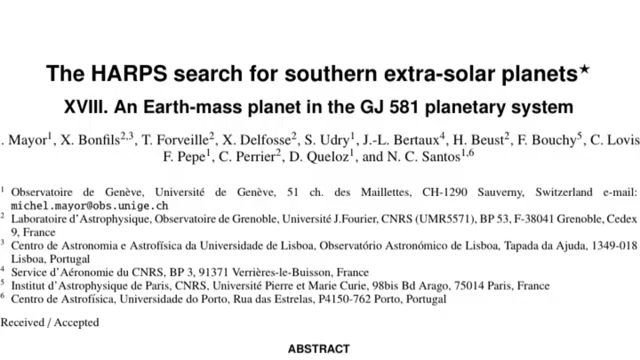 The HARPS search for southern extra-solar planets★
XVIII. An Earth-mass planet in the GJ 581 planetary system
. Mayor1, X. Bonfils2,3, T. Forveille2, X. Delfosse2, S. Udry1, J.-L. Bertaux4, H. Beust2, F. Bouchy5, C. Lovis
F. Pepe1, C. Perrier2, D. Queloz1, and N. C. Santos1,6
1 Observatoire de Genève, Université de Genève, 51 ch. des Maillettes, CH-1290 Sauverny, Switzerland e-mail:
michel.mayor@obs.unige.ch
2 Laboratoire d'Astrophysique, Observatoire de Grenoble, Université J.Fourier, CNRS (UMR5571), BP 53, F-38041 Grenoble, Cedex
9, France
3 Centro de Astronomia e Astrofísica da Universidade de Lisboa, Observatório Astronómico de Lisboa, Tapada da Ajuda, 1349-018
Lisboa, Portugal
4 Service d'Aéronomie du CNRS, BP 3, 91371 Verrières-le-Buisson, France
5 Institut d'Astrophysique de Paris, CNRS, Université Pierre et Marie Curie, 98bis Bd Arago, 75014 Paris, France
6 Centro de Astrofísica, Universidade do Porto, Rua das Estrelas, P4150-762 Porto, Portugal
Received / Accepted
ABSTRACT